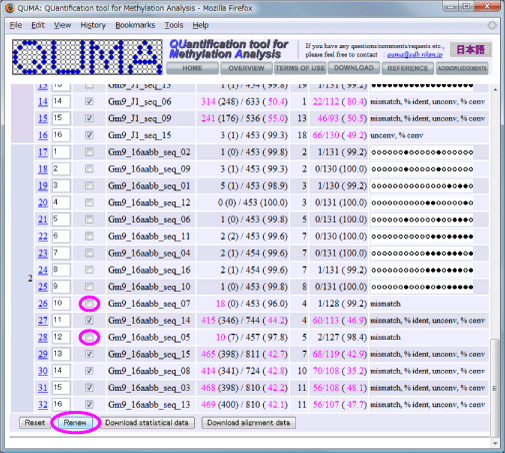 QUMA: Quantification tool for Methylation Analysis - Mozilla Firefox
File Edit View History Bookmarks Tools Help
QUMA QUantification tool for Methylation Analysis
If you have any questions/comments/requests etc., please feel free to contact : quma@cdb.riken.jp
日本語
HOME OVERVIEW TERMS OF USE DOWNLOAD REFERENCE ACKNOWLEDGEMENTS
14 14 Gm9_J1_seq_06 314 (248) / 633 ( 50.4) 1 22/112 ( 80.4) mismatch, % ident, unconv, % conv
15 15 Gm9_J1_seq_09 241 (176) / 536 ( 55.0) 13 46/93 ( 50.5) mismatch, % ident, unconv, % conv
16 16 Gm9_J1_seq_15 3 (1) / 453 ( 99.3) 18 66/130 ( 49.2) unconv, % conv
2
17 1 Gm9_16aabb_seq_02 1 (0) / 453 ( 99.8) 1 1/131 ( 99.2)
18 2 Gm9_16aabb_seq_09 3 (1) / 453 ( 99.3) 2 0/130 (100.0)
19 3 Gm9_16aabb_seq_01 5 (1) / 453 ( 98.9) 3 1/130 ( 99.2)
20 4 Gm9_16aabb_seq_12 0 (0) / 453 (100.0) 3 0/131 (100.0)
21 5 Gm9_16aabb_seq_06 1 (0) / 453 ( 99.8) 5 0/131 (100.0)
22 6 Gm9_16aabb_seq_11 2 (2) / 453 ( 99.6) 7 0/131 (100.0)
23 7 Gm9_16aabb_seq_04 2 (1) / 454 ( 99.6) 7 0/131 (100.0)
24 8 Gm9_16aabb_seq_16 2 (1) / 454 ( 99.6) 7 1/131 ( 99.2)
25 9 Gm9_16aabb_seq_10 1 (0) / 453 ( 99.8) 8 0/131 (100.0)
26 10 Gm9_16aabb_seq_07 18 (0) / 453 ( 96.0) 4 1/128 ( 99.2) mismatch
27 11 Gm9_16aabb_seq_14 415 (346) / 744 ( 44.2) 4 60/113 ( 46.9) mismatch, % ident, unconv, % conv
28 12 Gm9_16aabb_seq_05 10 (7) / 457 ( 97.8) 5 2/127 ( 98.4) mismatch
29 13 Gm9_16aabb_seq_15 465 (398) / 811 ( 42.7) 7 68/119 ( 42.9) mismatch, % ident, unconv, % conv
30 14 Gm9_16aabb_seq_08 414 (341) / 724 ( 42.8) 10 70/108 ( 35.2) mismatch, % ident, unconv, % conv
31 15 Gm9_16aabb_seq_03 468 (398) / 810 ( 42.2) 11 56/108 ( 48.1) mismatch, % ident, unconv, % conv
32 16 Gm9_16aabb_seq_13 469 (400) / 810 ( 42.1) 11 56/107 ( 47.7) mismatch, % ident, unconv, % conv
Reset Renew Download statistical data Download alignment data